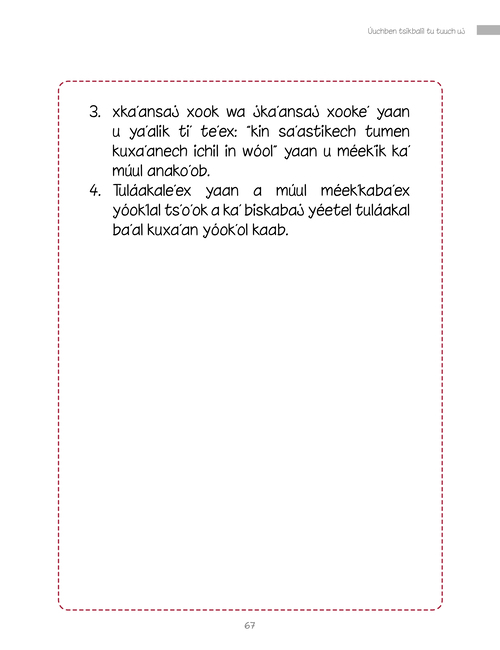 Úuchben tsikbalil tu tuuch uj
3. xka'ansaj xook wa jka'ansaj xooke' yaan
u ya'alik ti' te'ex: "kin sa'astikech tumen
kuxa'anech ichil in wóol" yaan u méek'ik ka'
múul anako'ob.
4. Tuláakale'ex yaan a múul méek'kaba'ex
yóok'lal ts'o'ok a ka' biskabaj yéetel tuláakal
ba'al kuxa'an yóok'ol kaab.
67